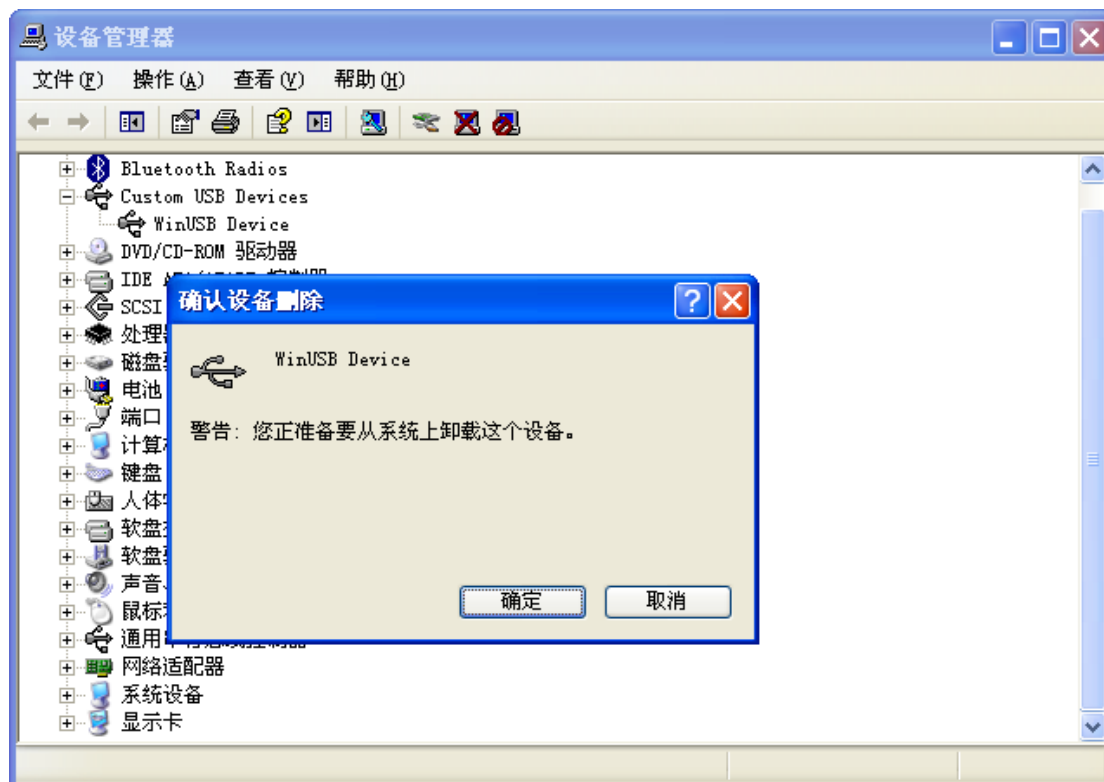 设备管理器
文件(F) 操作(A) 查看(V) 帮助(H)
Bluetooth Radios
Custom USB Devices
WinUSB Device
DVD/CD-ROM 驱动器
IDE
SCSI
处理
磁盘
电池
端口
计算
键盘
人体
软盘
软盘
声音
鼠标
通用
网络适配器
系统设备
显示卡
确认设备删除
WinUSB Device
警告: 您正准备要从系统上卸载这个设备。
确定 取消